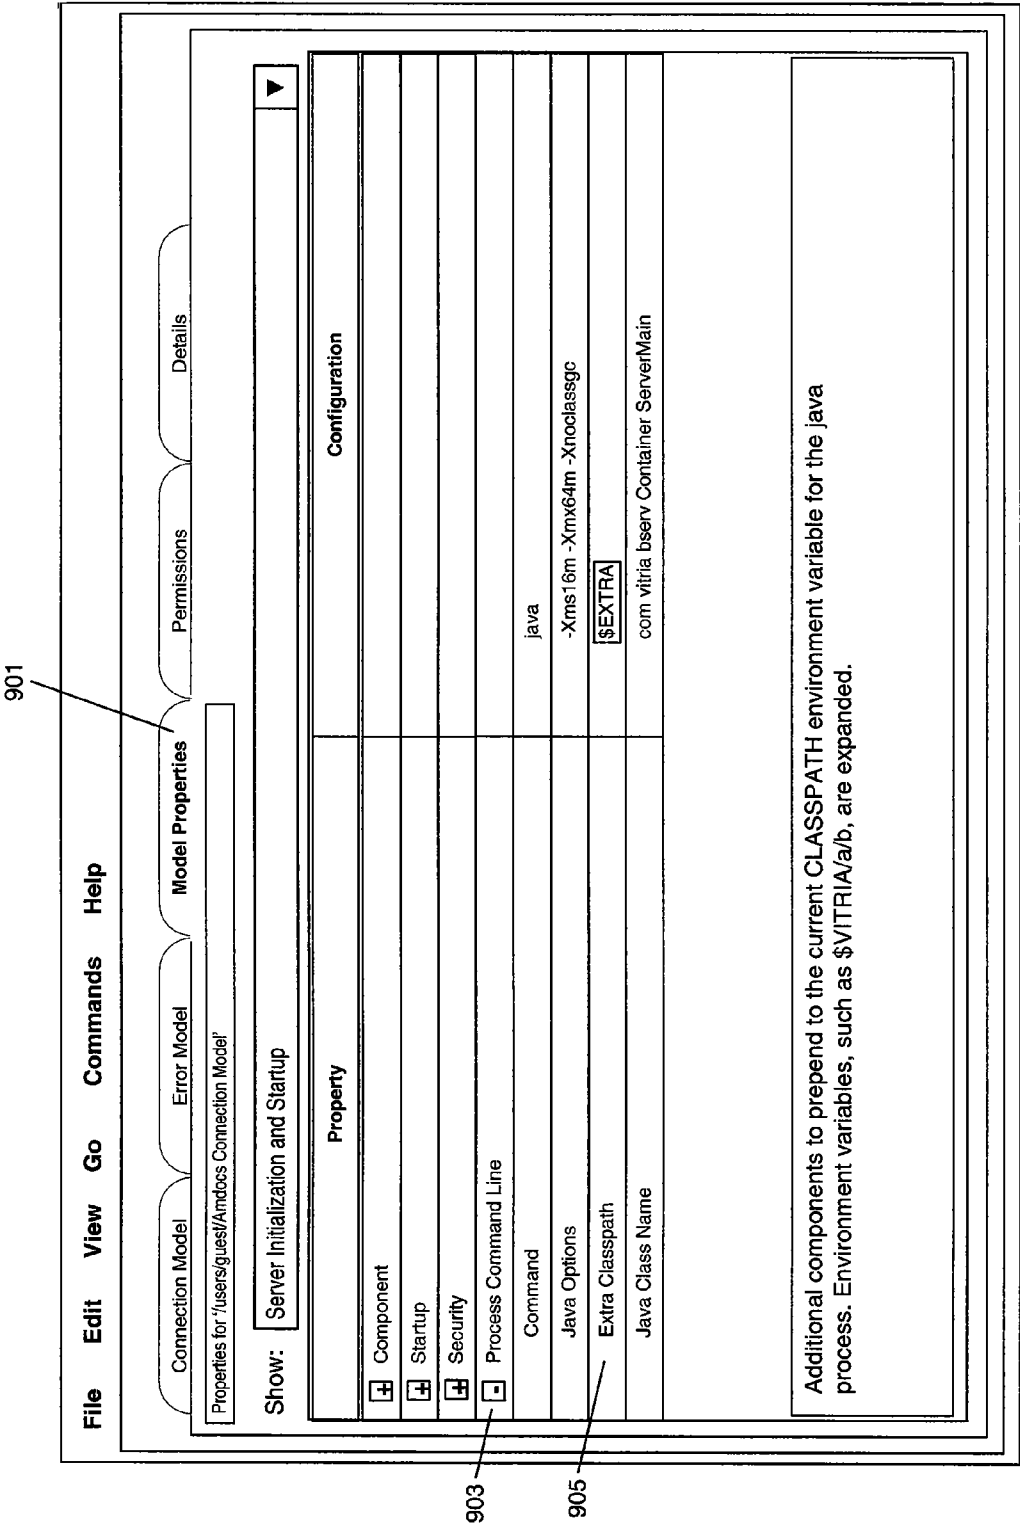 901
File Edit View Go Commands Help
Connection Model Error Model Model Properties Permissions Details
Properties for '/users/guest/Amdocs Connection Model'
Show: Server Initialization and Startup
Property Configuration
+ Component
+ Startup
+ Security
903
- Process Command Line
Command java
Java Options -Xms16m -Xmx64m -Xnoclassgc
905
Extra Classpath $EXTRA
Java Class Name com vitria bserv Container ServerMain
Additional components to prepend to the current CLASSPATH environment variable for the java
process. Environment variables, such as $VITRIA/a/b, are expanded.